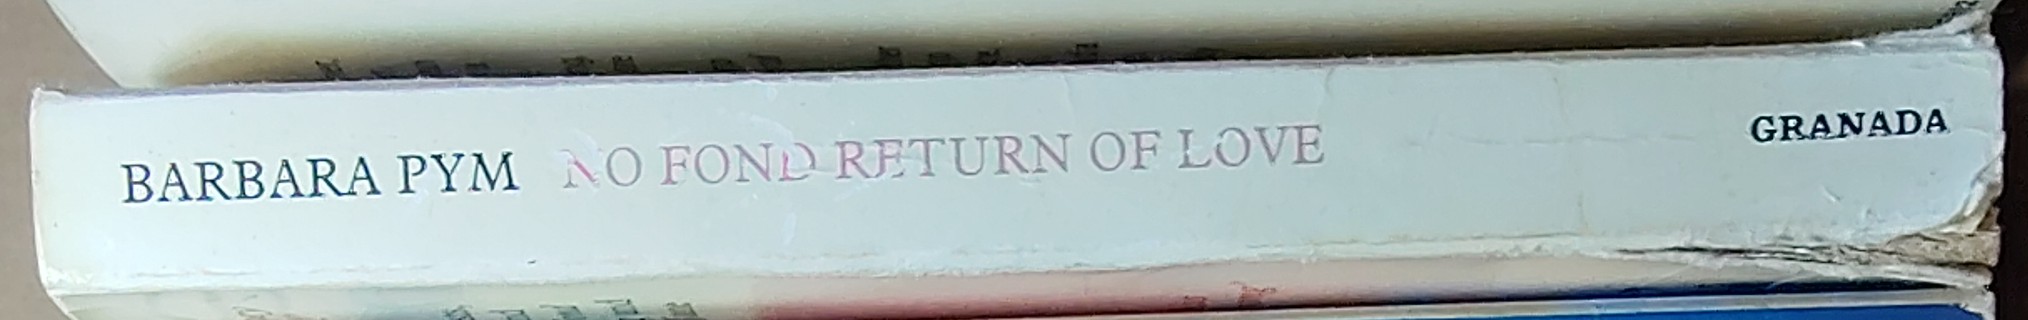 BARBARA PYM NO FOND RETURN OF LOVE GRANADA